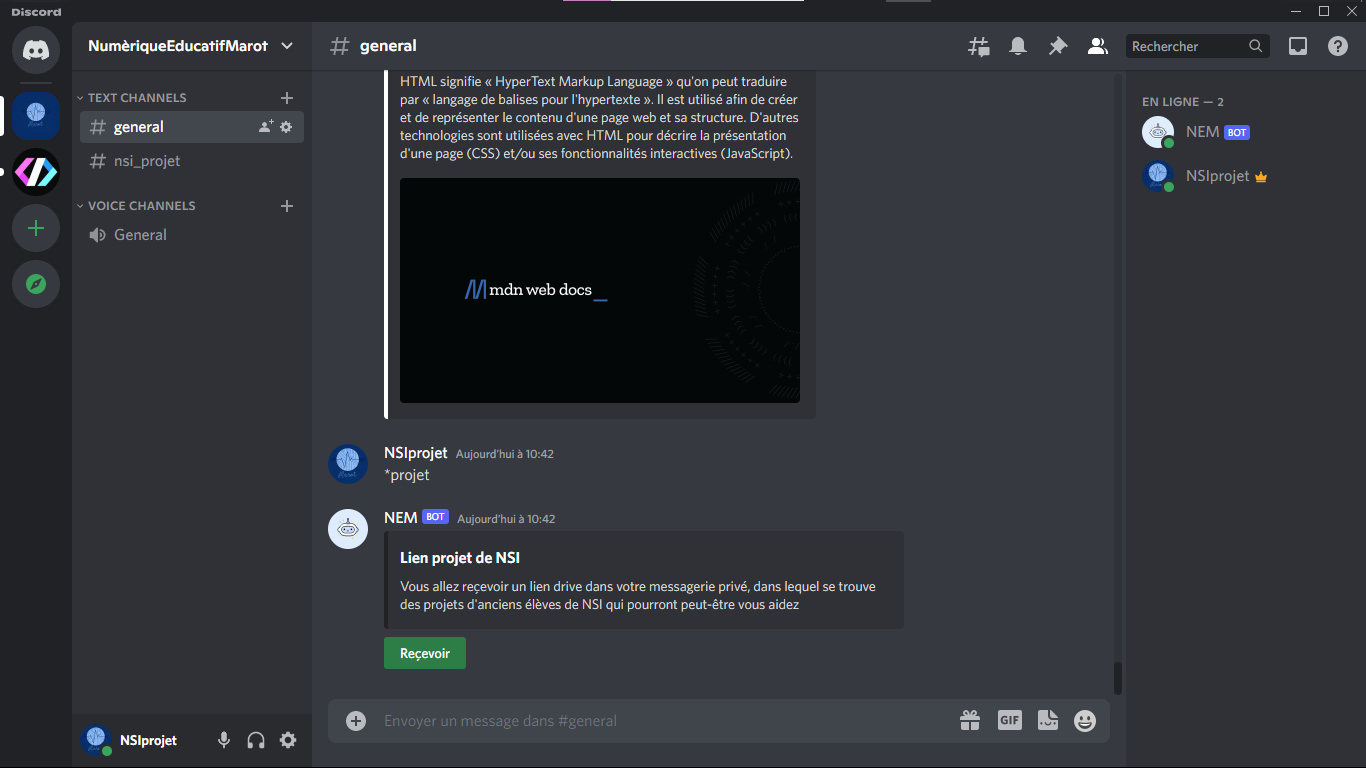 Discord
NumèriqueEducatifMarot
general
Rechercher
TEXT CHANNELS
general
nsi_projet
VOICE CHANNELS
General
HTML signifie « HyperText Markup Language » qu'on peut traduire
par « langage de balises pour l'hypertexte ». Il est utilisé afin de créer
et de représenter le contenu d'une page web et sa structure. D'autres
technologies sont utilisées avec HTML pour décrire la présentation
d'une page (CSS) et/ou ses fonctionnalités interactives (JavaScript).
mdn web docs_
NSIprojet Aujourd'hui à 10:42
*projet
NEM BOT Aujourd'hui à 10:42
Lien projet de NSI
Vous allez reçevoir un lien drive dans votre messagerie privé, dans lequel se trouve
des projets d'anciens élèves de NSI qui pourront peut-être vous aidez
Reçevoir
Envoyer un message dans #general
GIF
NSIprojet
EN LIGNE — 2
NEM BOT
NSIprojet